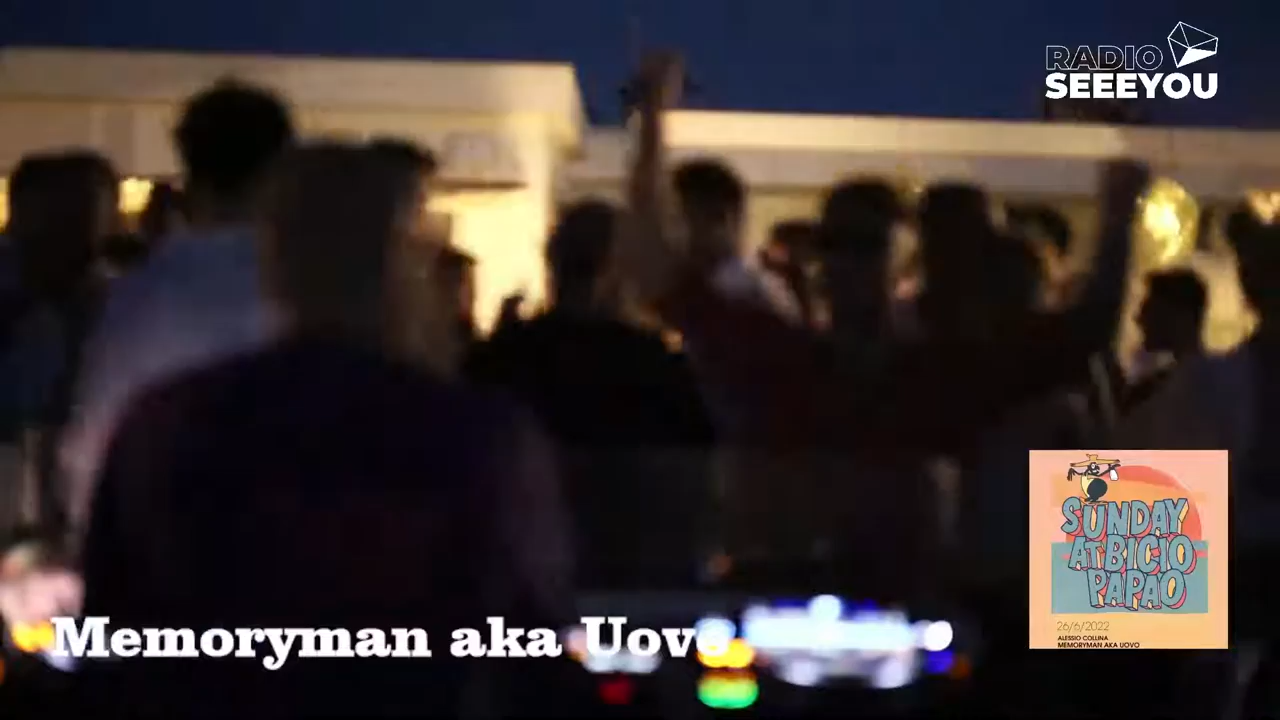 RADIO
SEEEYOU
SUNDAY
AT BICIO
PAPAO
26/6/2022
ALESSIO COLLINA
MEMORYMAN AKA UOVO
Memoryman aka Uovo